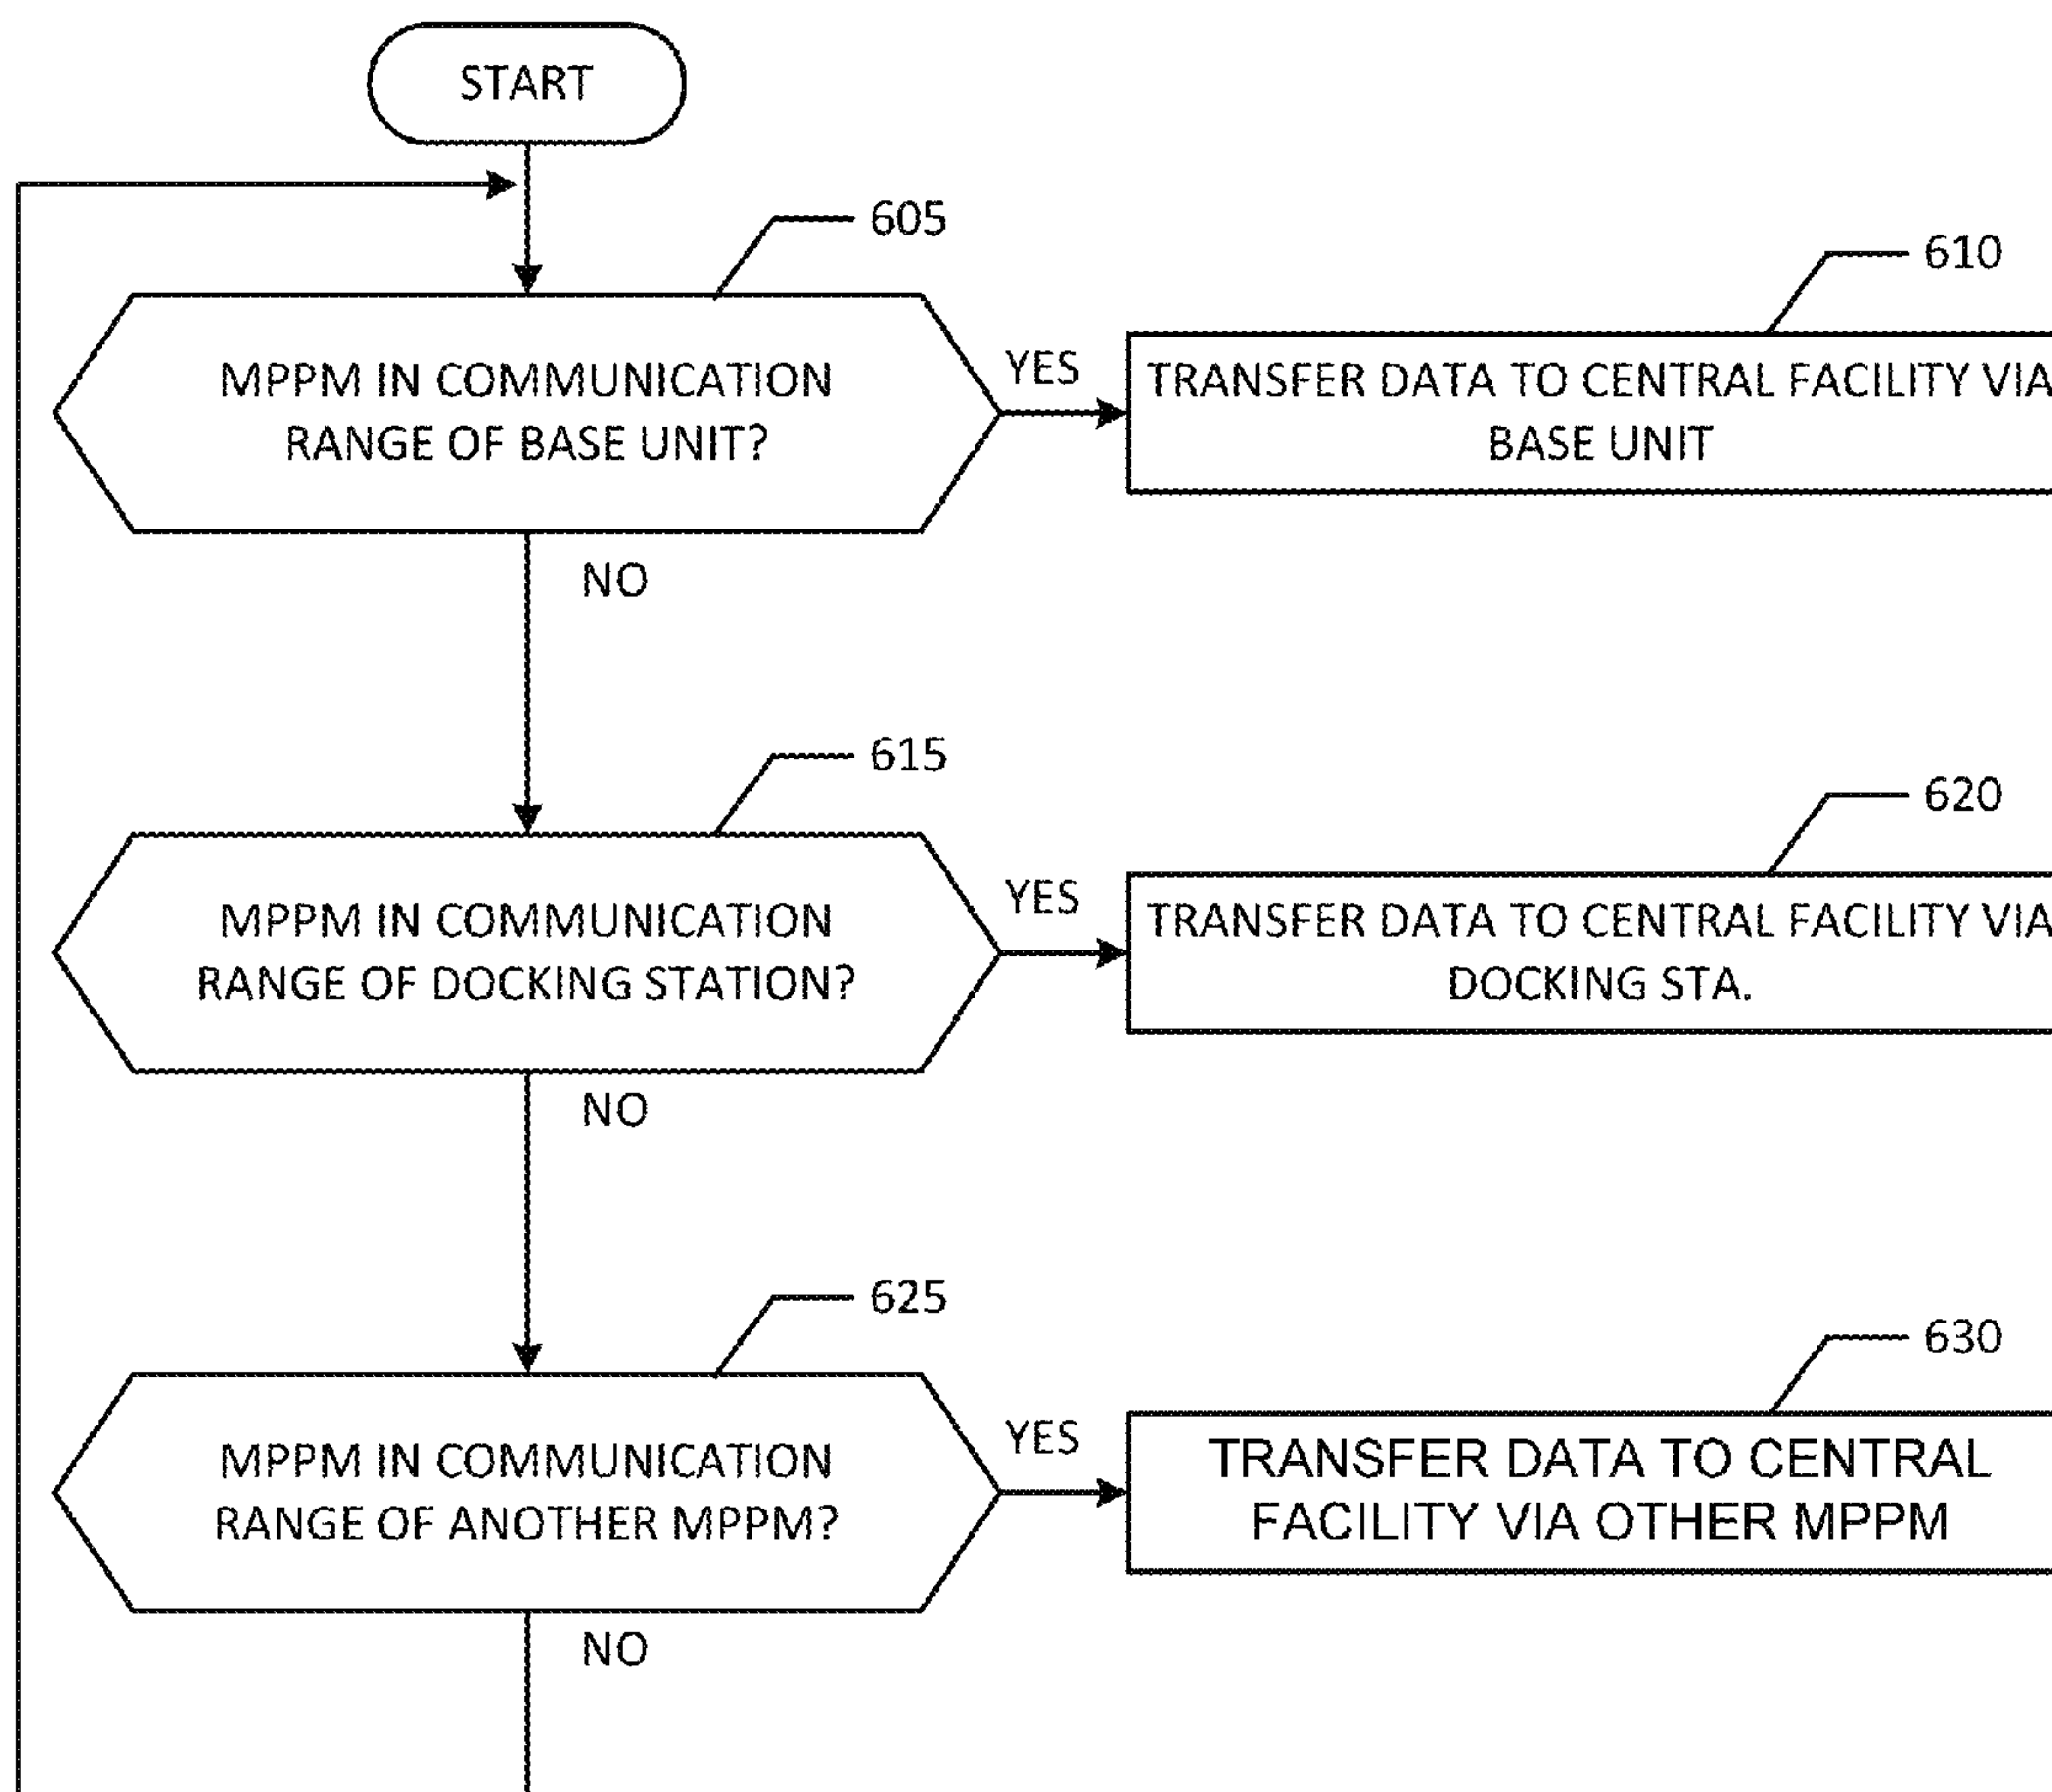 START
605
610
MPPM IN COMMUNICATION
RANGE OF BASE UNIT?
YES
TRANSFER DATA TO CENTRAL FACILITY VIA
BASE UNIT
NO
615
620
MPPM IN COMMUNICATION
RANGE OF DOCKING STATION?
YES
TRANSFER DATA TO CENTRAL FACILITY VIA
DOCKING STA.
NO
625
630
MPPM IN COMMUNICATION
RANGE OF ANOTHER MPPM?
YES
TRANSFER DATA TO CENTRAL
FACILITY VIA OTHER MPPM
NO